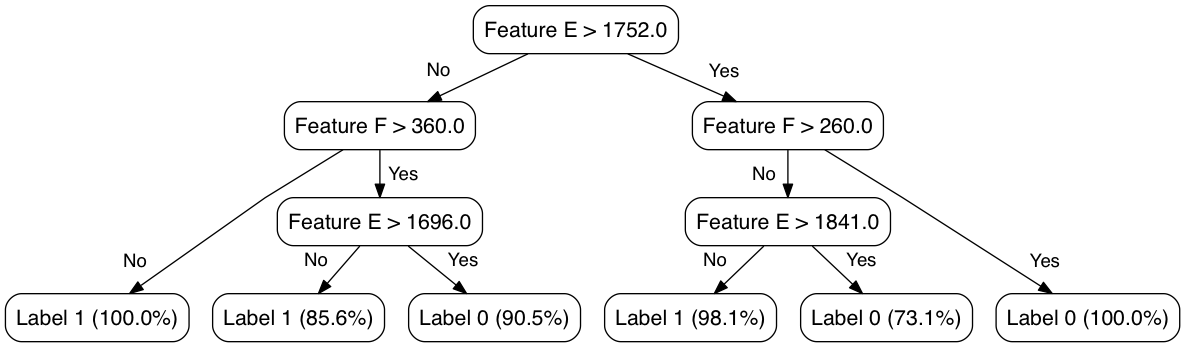 Feature E > 1752.0
No
Yes
Feature F > 360.0
Feature F > 260.0
Yes
No
Feature E > 1696.0
Feature E > 1841.0
No
No
Yes
No
Yes
Yes
Label 1 (100.0%)
Label 1 (85.6%)
Label 0 (90.5%)
Label 1 (98.1%)
Label 0 (73.1%)
Label 0 (100.0%)